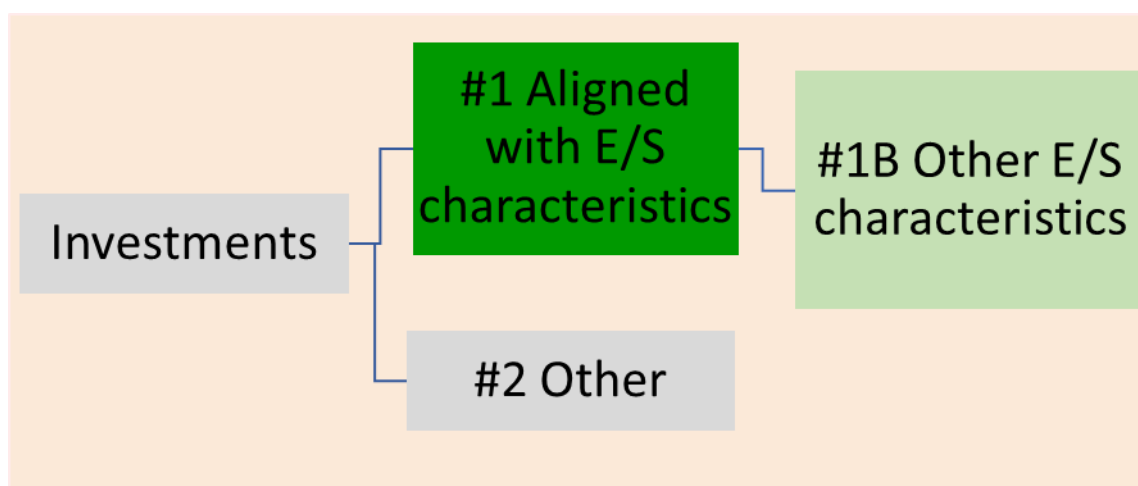 Investments
#1 Aligned
with E/S
characteristics
#1B Other E/S
characteristics
#2 Other